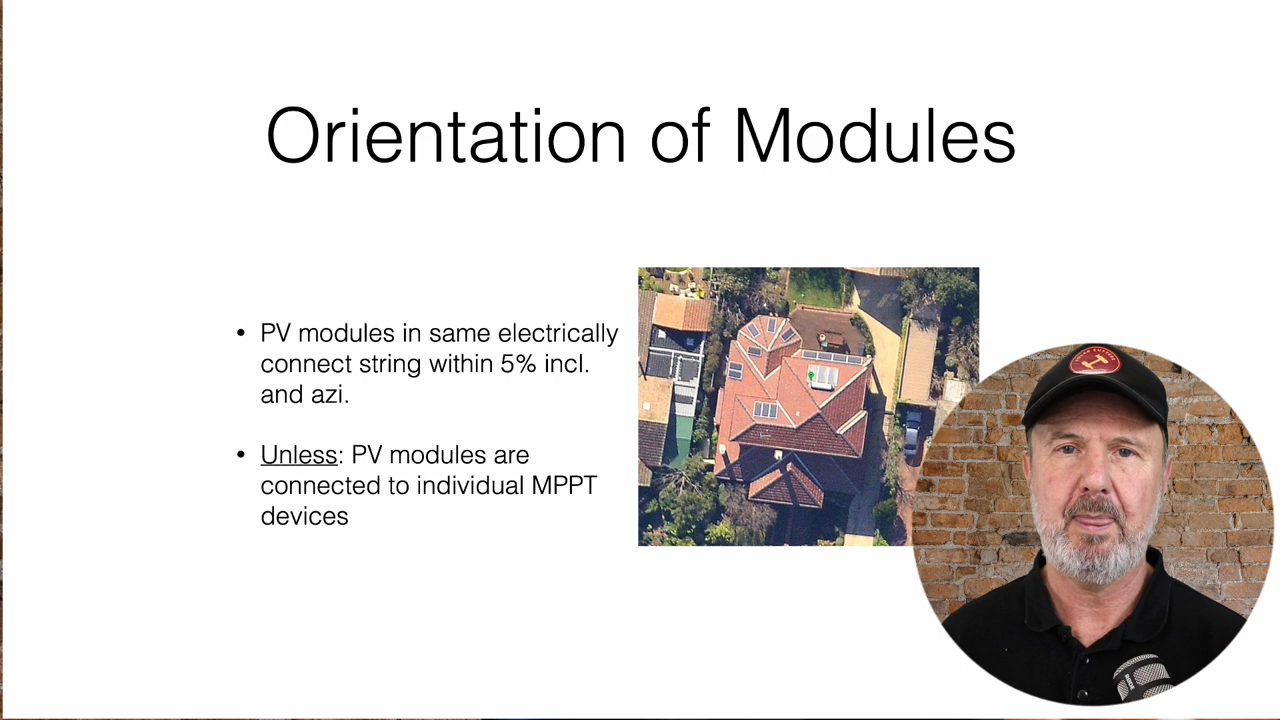 Orientation of Modules
• PV modules in same electrically
connect string within 5% incl.
and azi.
• Unless: PV modules are
connected to individual MPPT
devices